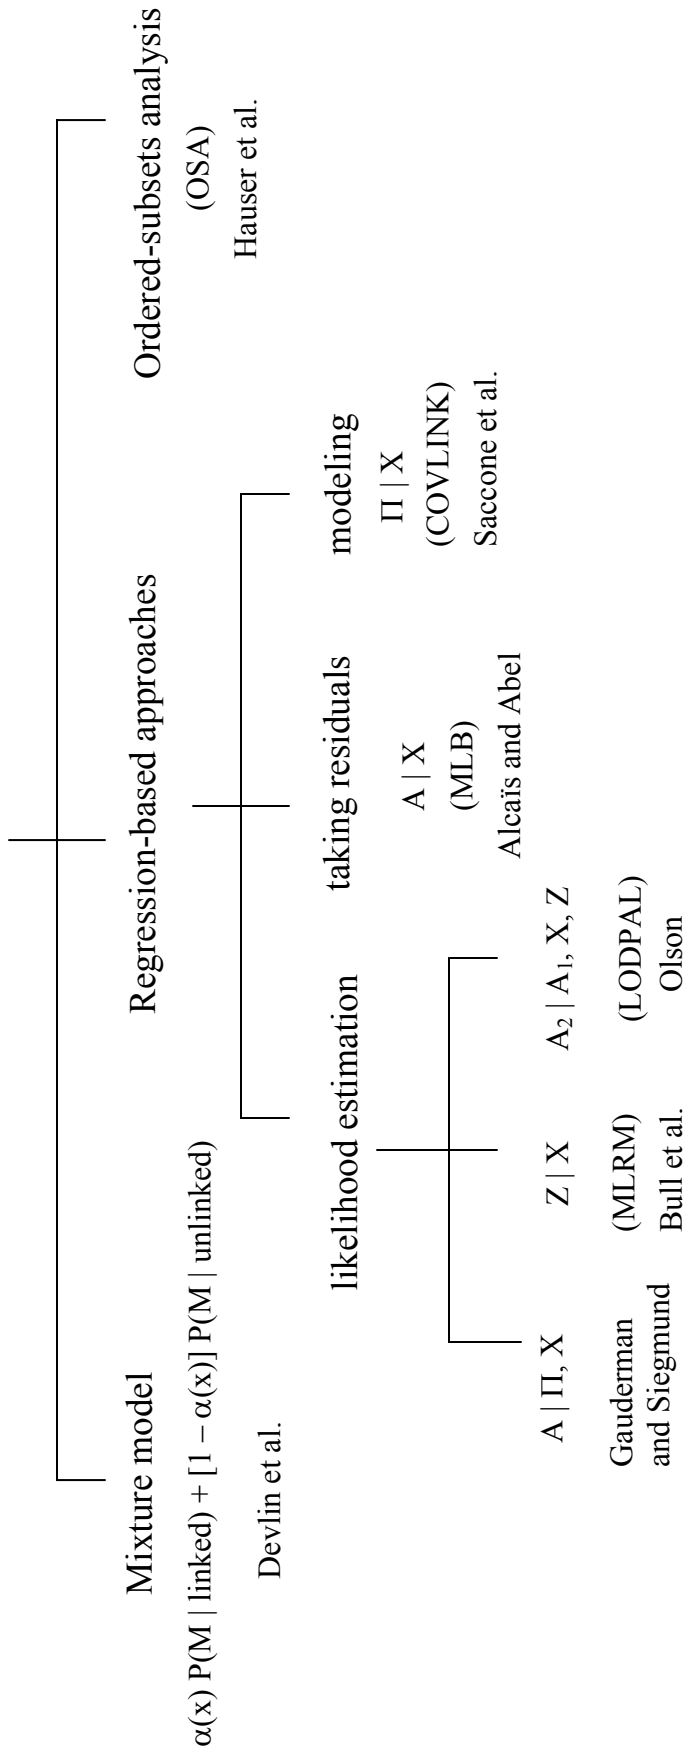 Mixture model
α(x) P(M | linked) + [1 − α(x)] P(M | unlinked)
Devlin et al.
Regression-based approaches
Ordered-subsets analysis
(OSA)
Hauser et al.
likelihood estimation
taking residuals
A | X
(MLB)
Alcaïs and Abel
modeling
Π | X
(COVLINK)
Saccone et al.
A | Π, X
Gauderman
and Siegmund
Z | X
(MLRM)
Bull et al.
A₂ | A₁, X, Z
(LODPAL)
Olson